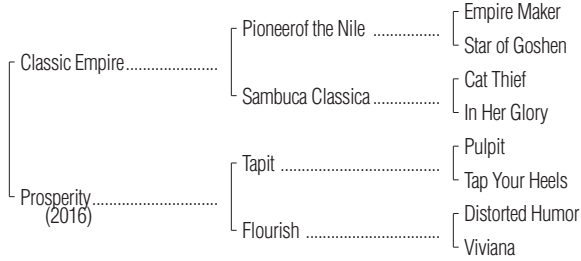 Empire Maker
Pioneerof the Nile ................
Star of Goshen
Classic Empire......................
Cat Thief
Sambuca Classica................
In Her Glory
Pulpit
Tapit ......................................
Tap Your Heels
Prosperity..............................
(2016)
Distorted Humor
Flourish ................................
Viviana